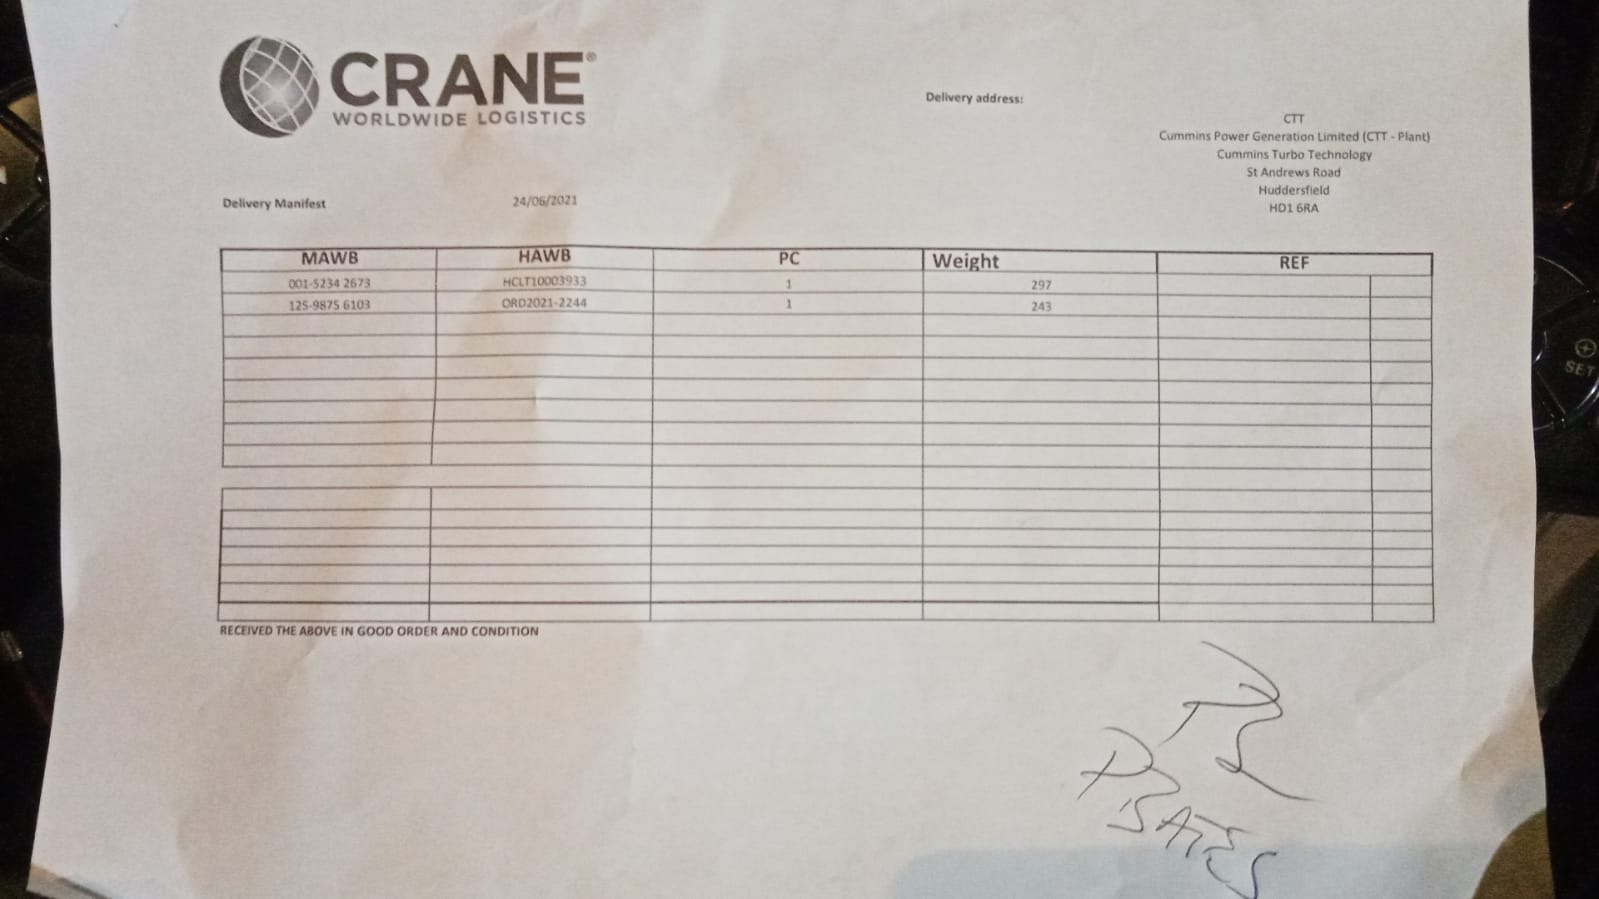 CRANE®
WORLDWIDE LOGISTICS
Delivery address:
CTT
Cummins Power Generation Limited (CTT - Plant)
Cummins Turbo Technology
St Andrews Road
Huddersfield
HD1 6RA
Delivery Manifest 24/06/2021
MAWB HAWB PC Weight REF
001-5234 2673 HCLT10003933 1 297
125-9875 6103 ORD2021-2244 1 243
RECEIVED THE ABOVE IN GOOD ORDER AND CONDITION
P BATES
SET